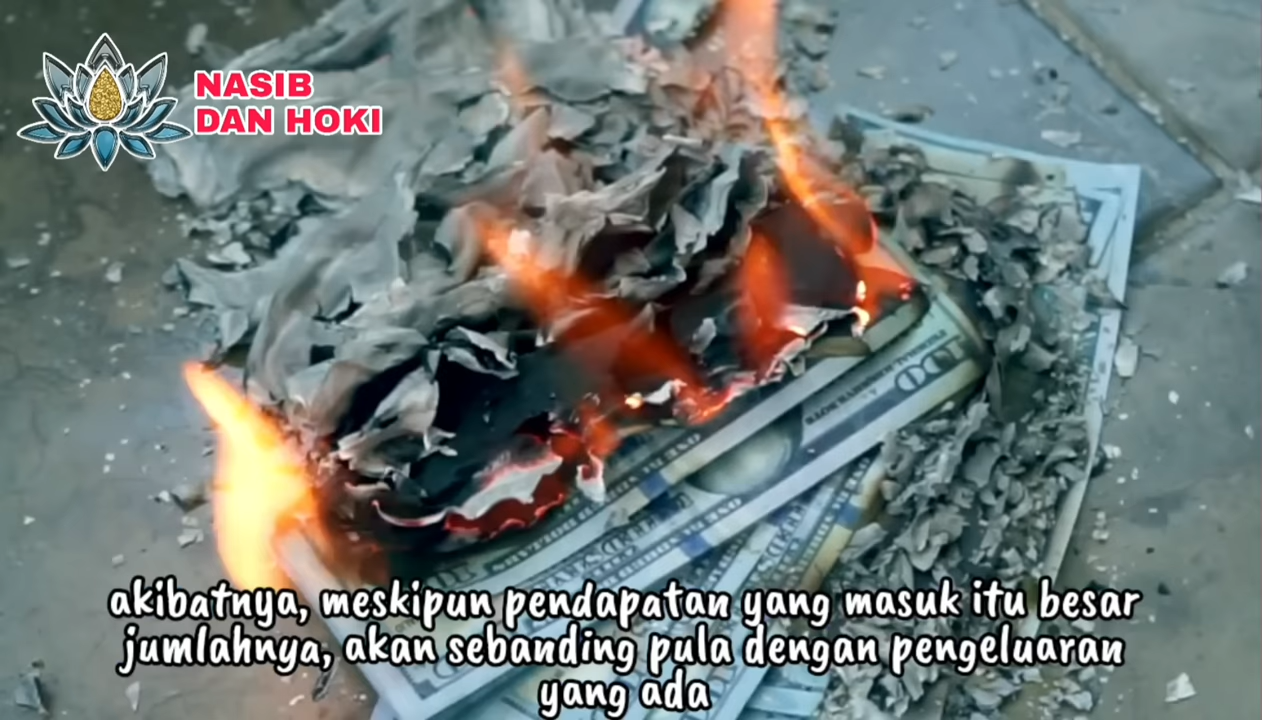 NASIB
DAN HOKI
akibatnya, meskipun pendapatan yang masuk itu besar
jumlahnya, akan sebanding pula dengan pengeluaran
yang ada